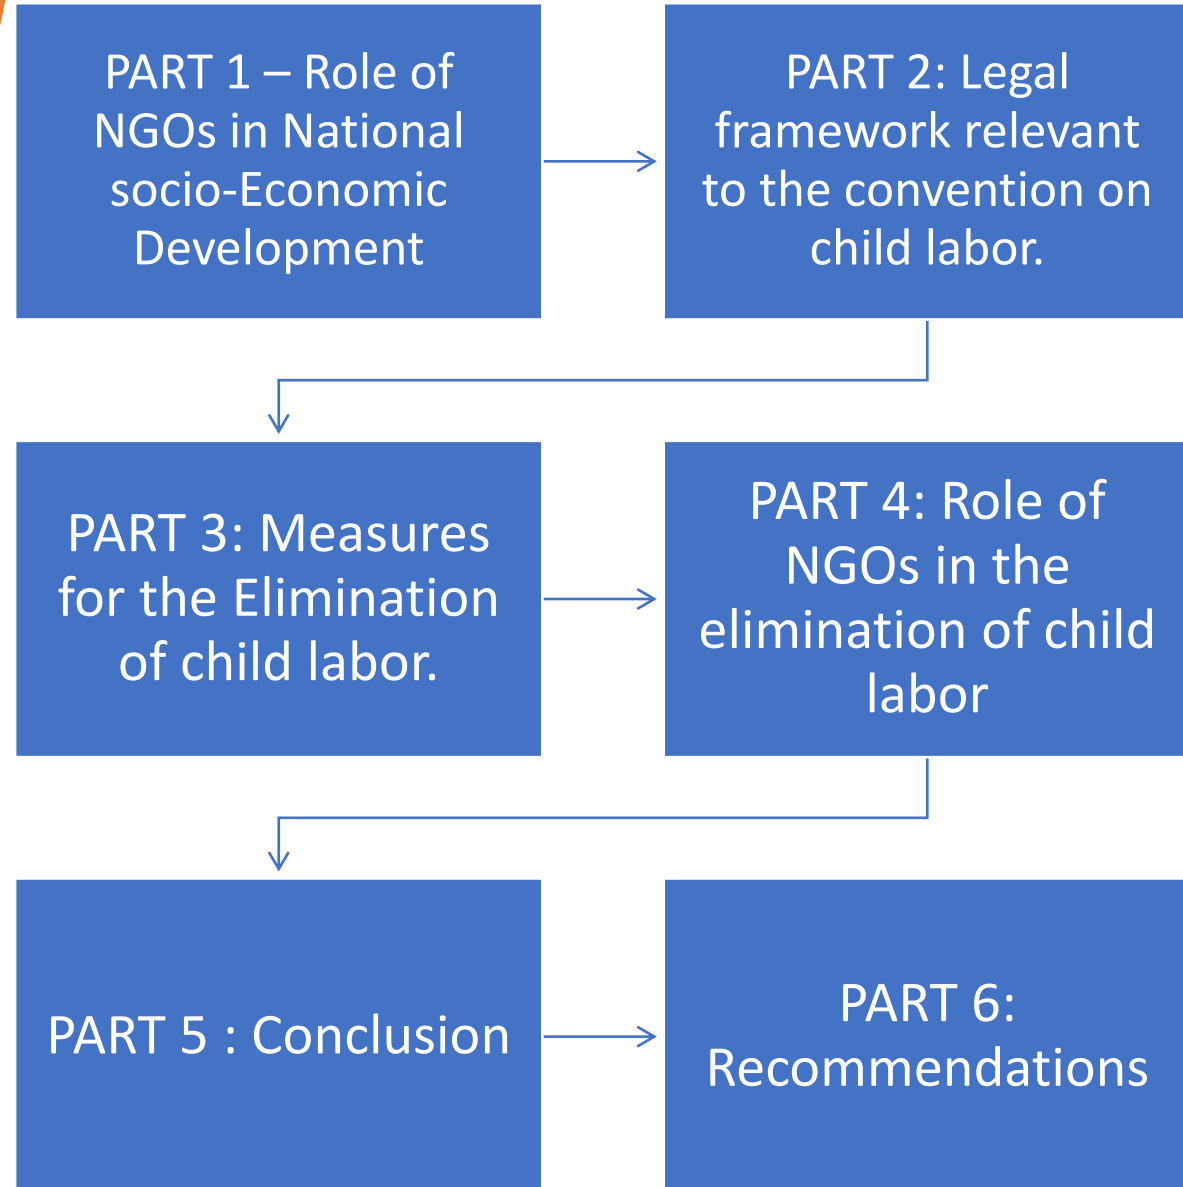 PART 1 – Role of
NGOs in National
socio-Economic
Development
PART 2: Legal
framework relevant
to the convention on
child labor.
PART 3: Measures
for the Elimination
of child labor.
PART 4: Role of
NGOs in the
elimination of child
labor
PART 5 : Conclusion
PART 6:
Recommendations